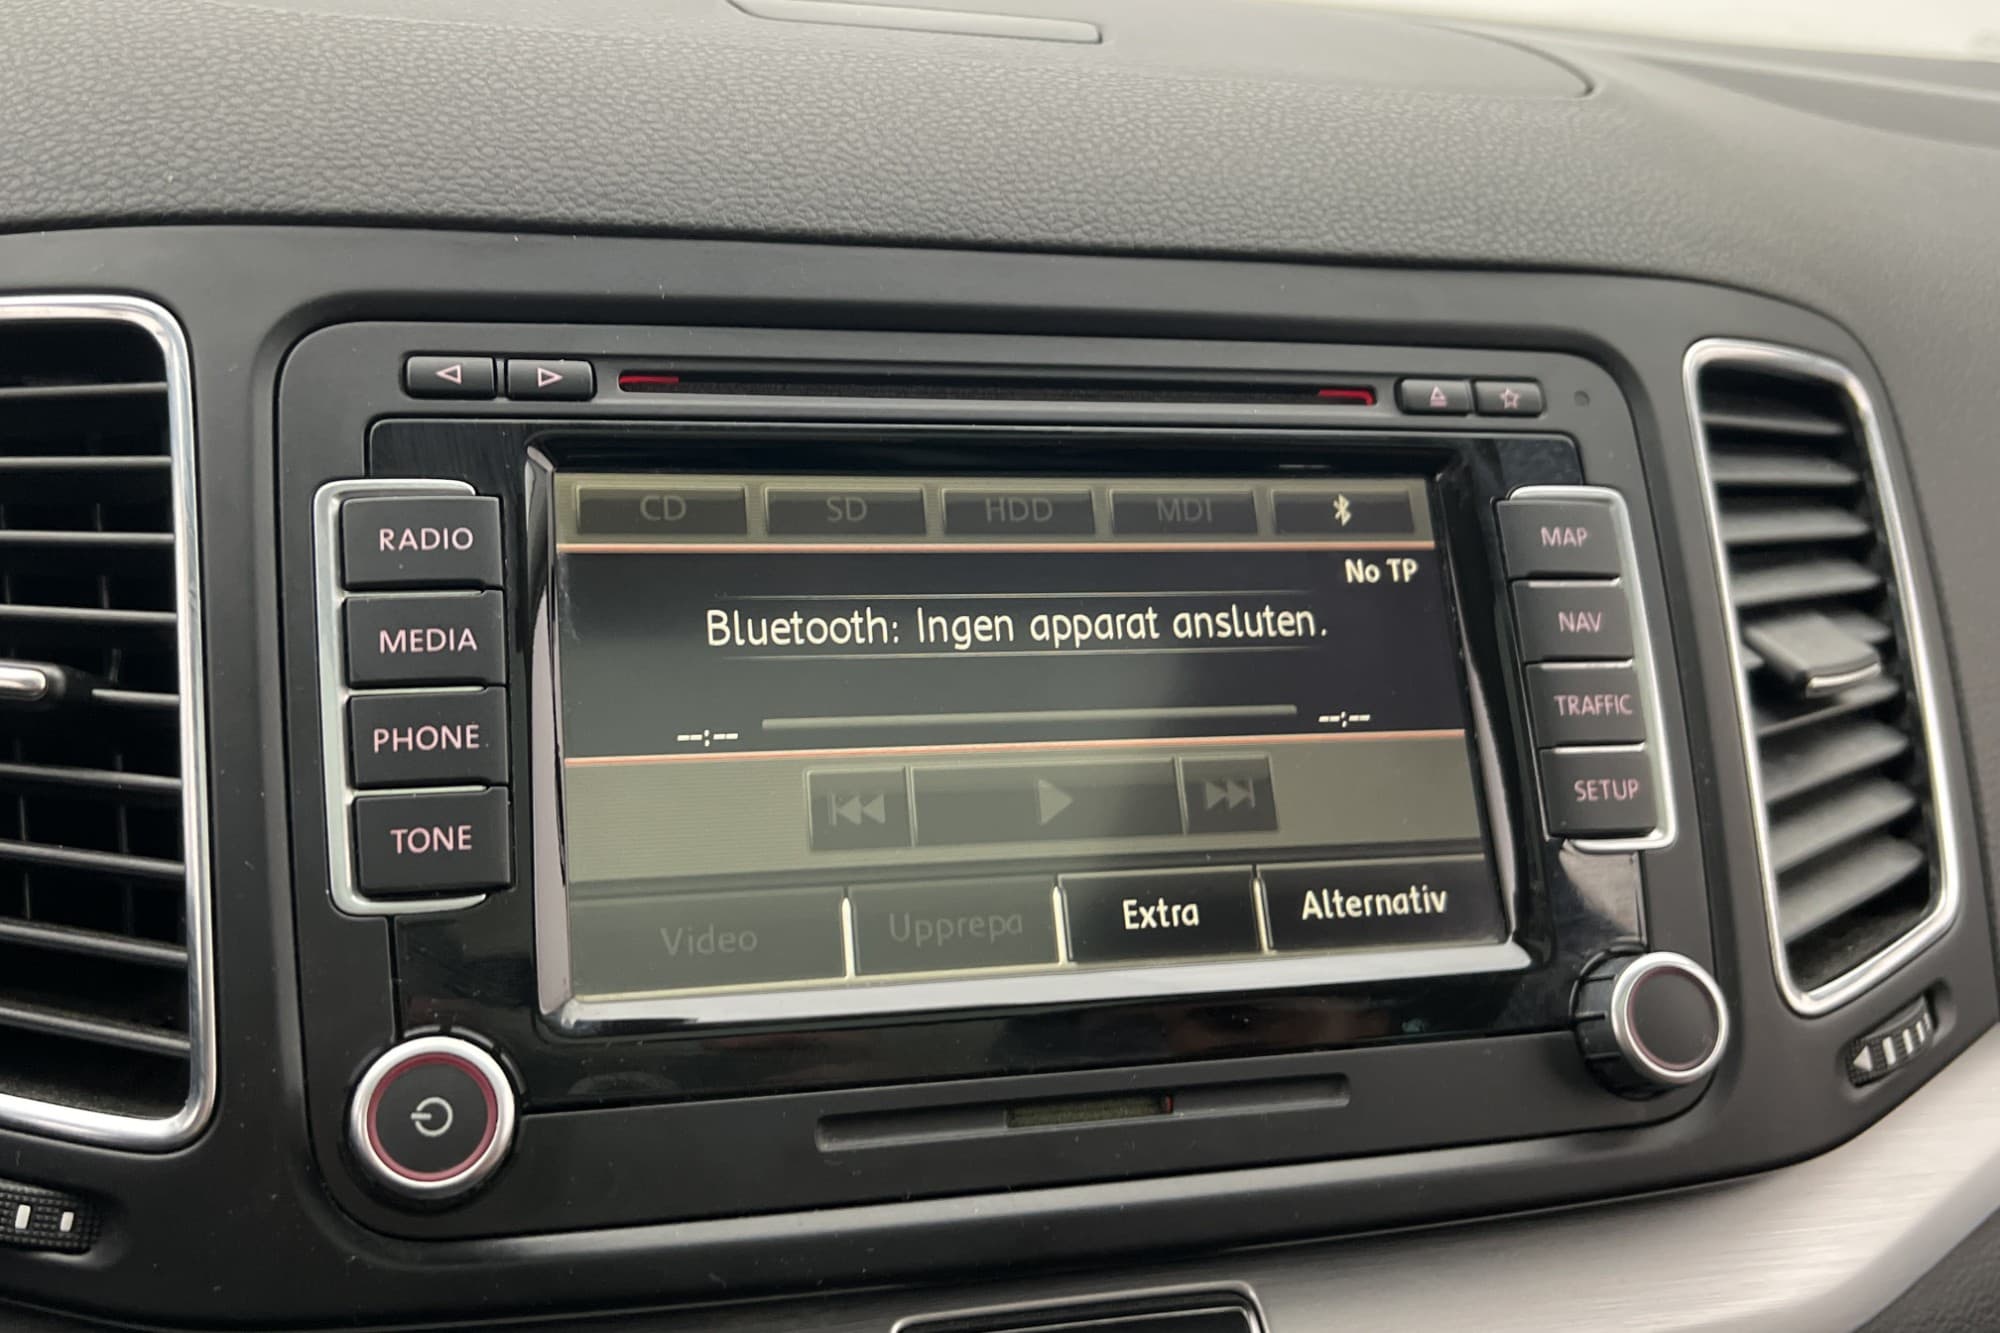 CD SD HDD MDI
RADIO
MEDIA
PHONE
TONE
No TP
Bluetooth: Ingen apparat ansluten.
--:-- --:--
Video Upprepa Extra Alternativ
MAP
NAV
TRAFFIC
SETUP